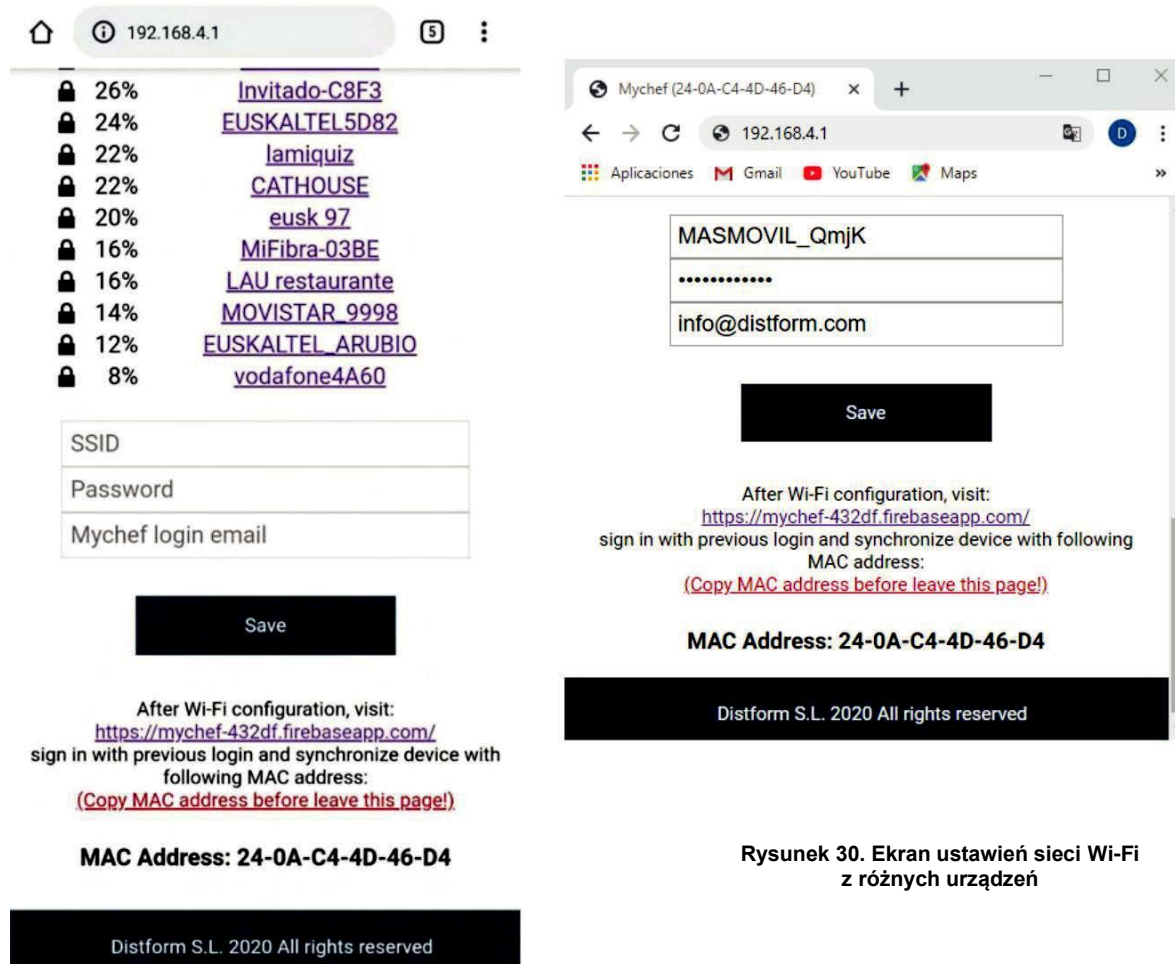 192.168.4.1
5
26% Invitado-C8F3
24% EUSKALTEL5D82
22% lamiquiz
22% CATHOUSE
20% eusk 97
16% MiFibra-03BE
16% LAU restaurante
14% MOVISTAR_9998
12% EUSKALTEL_ARUBIO
8% vodafone4A60
SSID
Password
Mychef login email
Save
After Wi-Fi configuration, visit:
https://mychef-432df.firebaseapp.com/
sign in with previous login and synchronize device with
following MAC address:
(Copy MAC address before leave this page!)
MAC Address: 24-0A-C4-4D-46-D4
Distform S.L. 2020 All rights reserved
Mychef (24-0A-C4-4D-46-D4)
192.168.4.1
D
Aplicaciones Gmail YouTube Maps »
MASMOVIL_QmjK
••••••••••••
info@distform.com
Save
After Wi-Fi configuration, visit:
https://mychef-432df.firebaseapp.com/
sign in with previous login and synchronize device with following
MAC address:
(Copy MAC address before leave this page!)
MAC Address: 24-0A-C4-4D-46-D4
Distform S.L. 2020 All rights reserved
Rysunek 30. Ekran ustawień sieci Wi-Fi
z różnych urządzeń